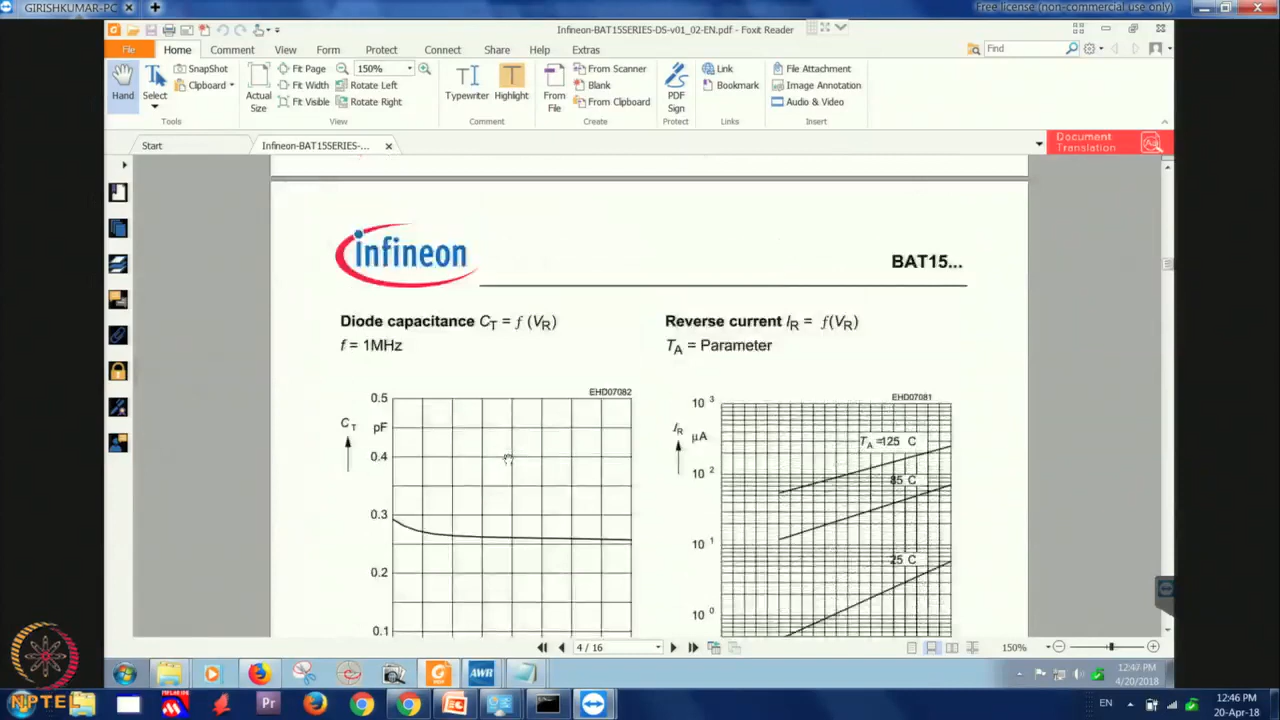 GIRISHKUMAR-PC
Free license (non-commercial use only)
Infineon-BAT15SERIES-DS-v01_02-EN.pdf - Foxit Reader
File Home Comment View Form Protect Connect Share Help Extras Find
Hand Select SnapShot Clipboard
Actual Size Fit Page Fit Width Fit Visible 150% Rotate Left Rotate Right
Typewriter Highlight
From File From Scanner Blank From Clipboard
PDF Sign
Link Bookmark
File Attachment Image Annotation Audio & Video
Tools View Comment Create Protect Links Insert
Start Infineon-BAT15SERIES-... Document Translation
infineon
BAT15...
Diode capacitance CT = ƒ (VR)
f = 1MHz
Reverse current IR = ƒ(VR)
TA = Parameter
EHD07082
0.5
CT pF
0.4
0.3
0.2
0.1
EHD07081
10 3
IR µA
TA =125 C
10 2
85 C
10 1
25 C
10 0
4 / 16 150%
AWR
12:47 PM
4/20/2018
NPTEL
Pr
EN
12:46 PM
20-Apr-18